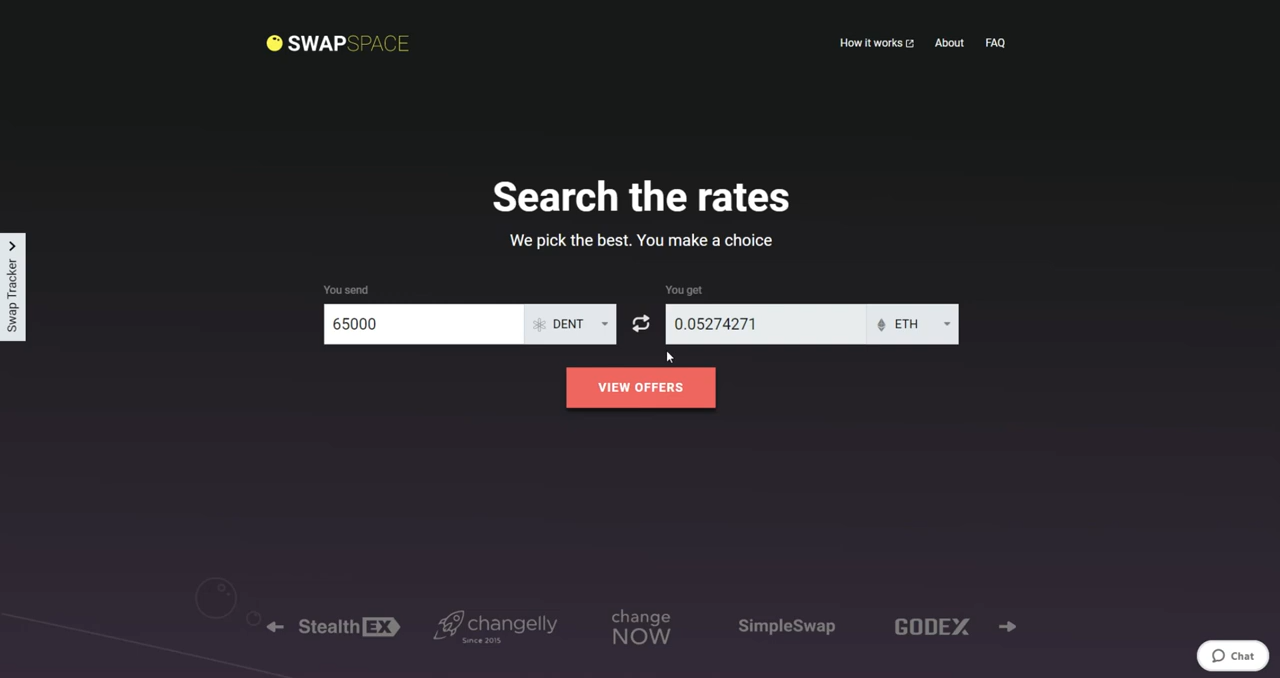 SWAPSPACE
How it works
About
FAQ
Search the rates
We pick the best. You make a choice
Swap Tracker
You send
You get
65000
DENT
0.05274271
ETH
VIEW OFFERS
StealthEX
changelly
Since 2015
change
NOW
SimpleSwap
GODEX
Chat